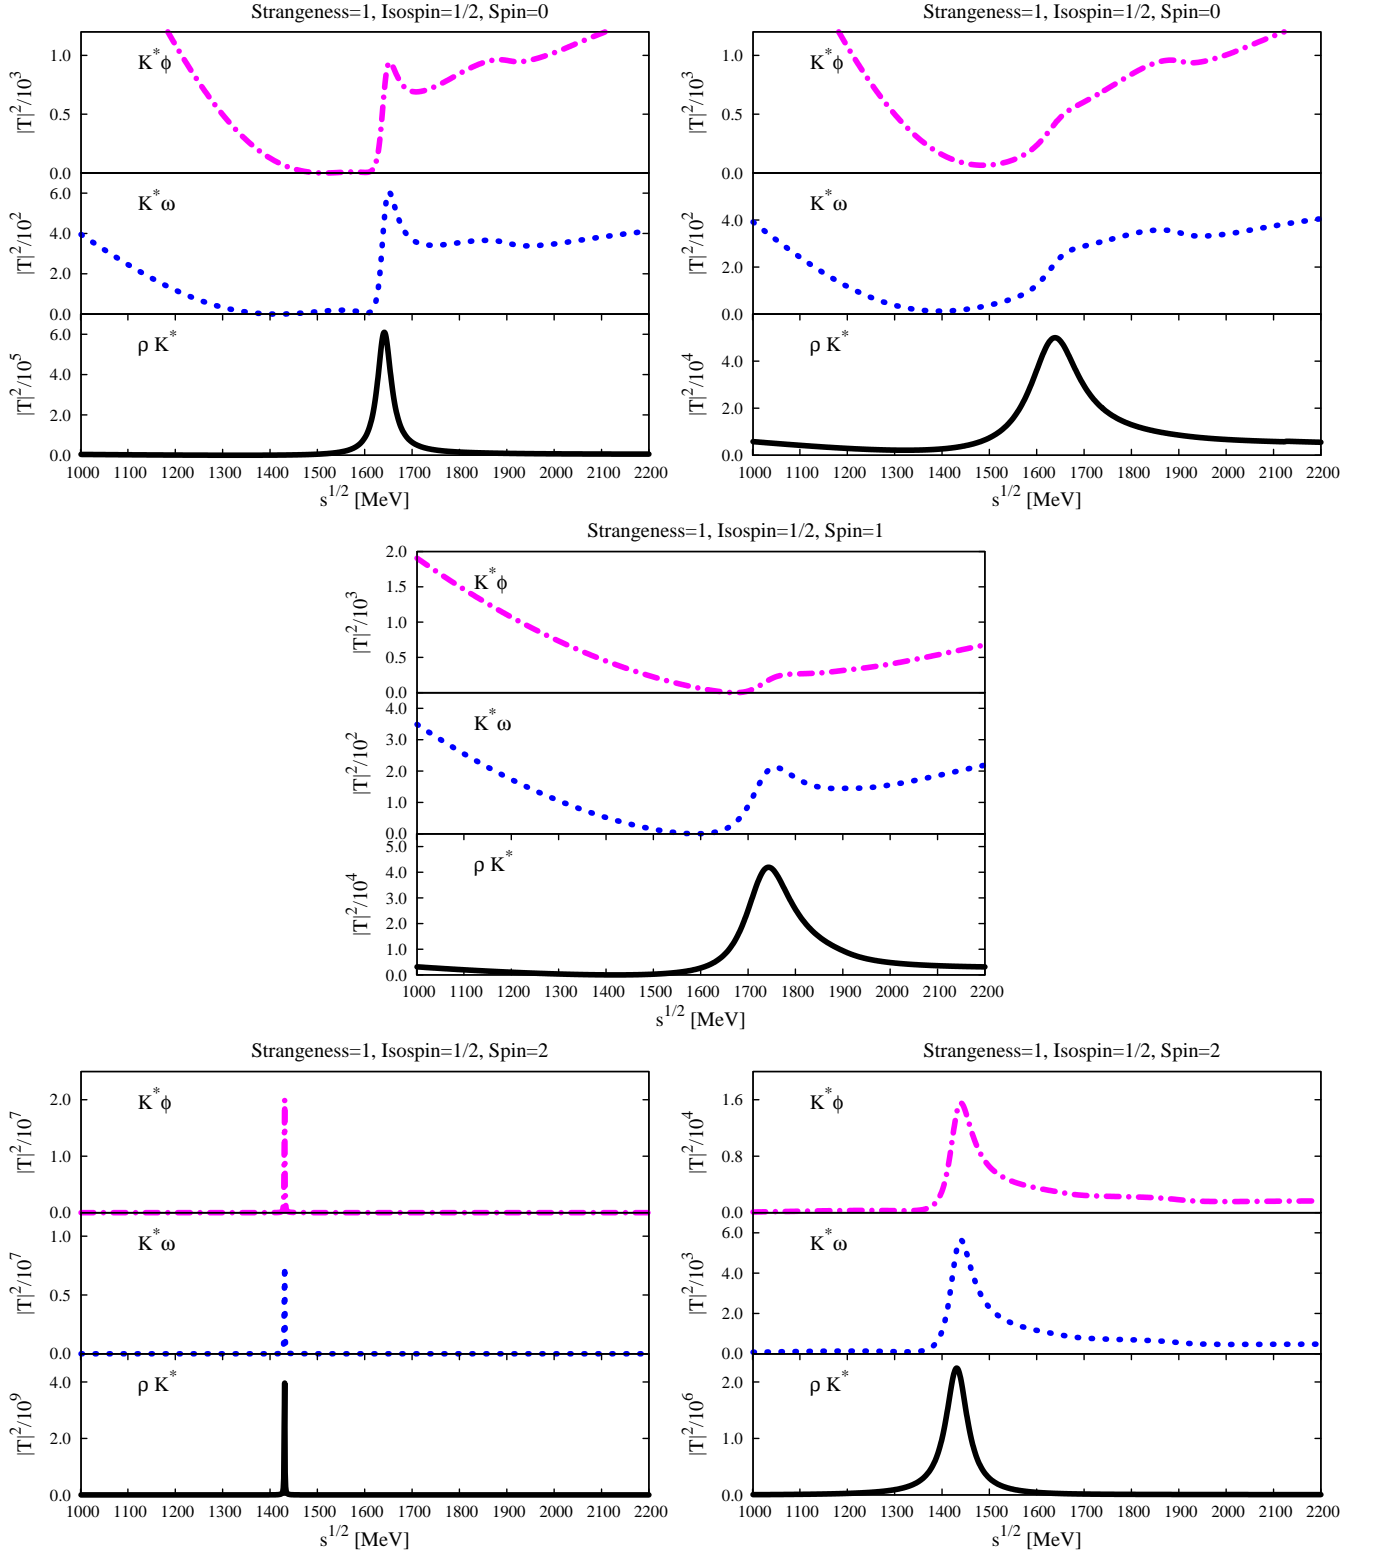 Strangeness=1, Isospin=1/2, Spin=0
K*ϕ
|T|²/10³
1.0
0.5
0.0
K*ω
|T|²/10²
6.0
4.0
2.0
0.0
ρ K*
|T|²/10⁵
6.0
4.0
2.0
0.0
1000 1100 1200 1300 1400 1500 1600 1700 1800 1900 2000 2100 2200
s^1/2 [MeV]
Strangeness=1, Isospin=1/2, Spin=0
K*ϕ
|T|²/10³
1.0
0.5
0.0
K*ω
|T|²/10²
4.0
2.0
0.0
ρ K*
|T|²/10⁴
4.0
2.0
0.0
1000 1100 1200 1300 1400 1500 1600 1700 1800 1900 2000 2100 2200
s^1/2 [MeV]
Strangeness=1, Isospin=1/2, Spin=1
K*ϕ
|T|²/10³
2.0
1.5
1.0
0.5
0.0
K*ω
|T|²/10²
4.0
3.0
2.0
1.0
0.0
ρ K*
|T|²/10⁴
5.0
4.0
3.0
2.0
1.0
0.0
1000 1100 1200 1300 1400 1500 1600 1700 1800 1900 2000 2100 2200
s^1/2 [MeV]
Strangeness=1, Isospin=1/2, Spin=2
K*ϕ
|T|²/10⁷
2.0
1.0
0.0
K*ω
|T|²/10⁷
1.0
0.5
0.0
ρ K*
|T|²/10⁹
4.0
2.0
0.0
1000 1100 1200 1300 1400 1500 1600 1700 1800 1900 2000 2100 2200
s^1/2 [MeV]
Strangeness=1, Isospin=1/2, Spin=2
K*ϕ
|T|²/10⁴
1.6
0.8
0.0
K*ω
|T|²/10³
6.0
4.0
2.0
0.0
ρ K*
|T|²/10⁶
2.0
1.0
0.0
1000 1100 1200 1300 1400 1500 1600 1700 1800 1900 2000 2100 2200
s^1/2 [MeV]